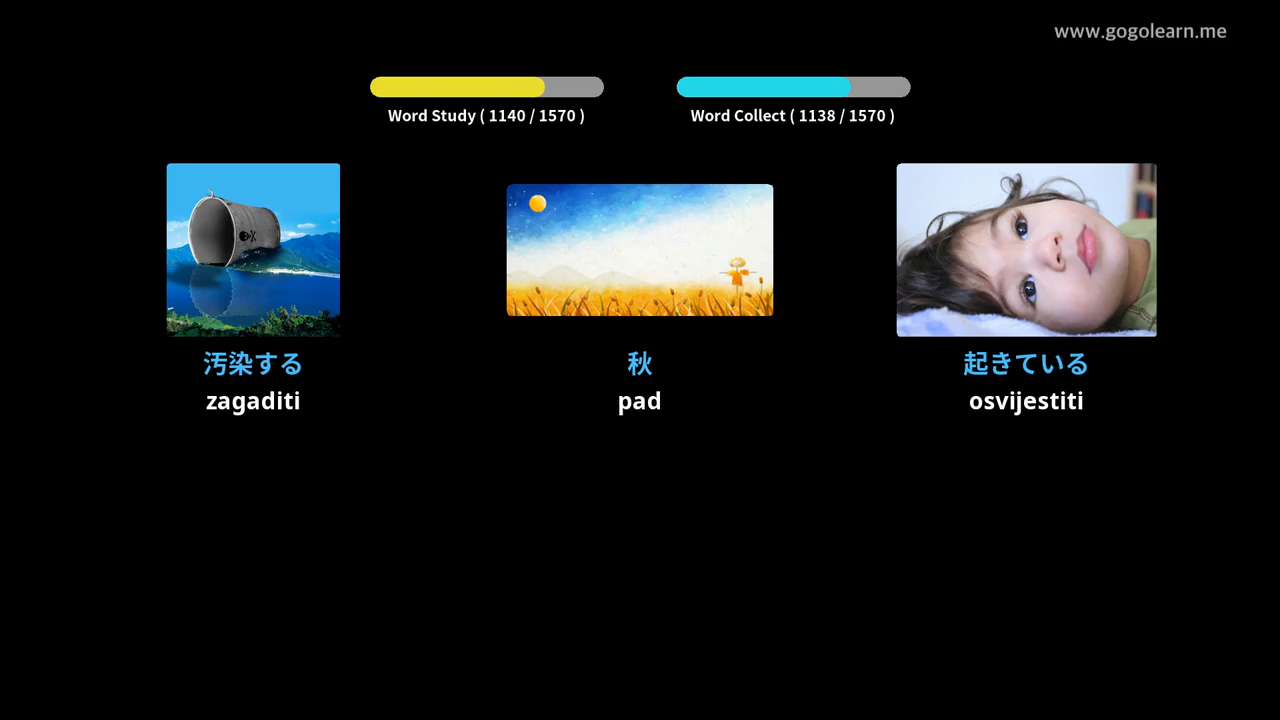 www.gogolearn.me
Word Study ( 1140 / 1570 )
Word Collect ( 1138 / 1570 )
汚染する
秋
起きている
zagaditi
pad
osvijestiti